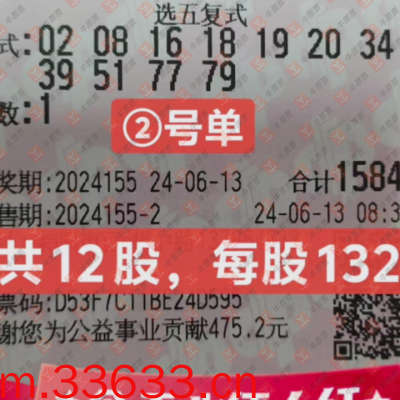 选五复式
式:02 08 16 18 19 20 34
39 51 77 79
数:1
②号单
奖期:2024155 24-06-13 合计1584
售期:2024155-2 24-06-13 08:3
共12股，每股132
票码:D53F7C11BE24D595
谢您为公益事业贡献475.2元
m.33633.cn